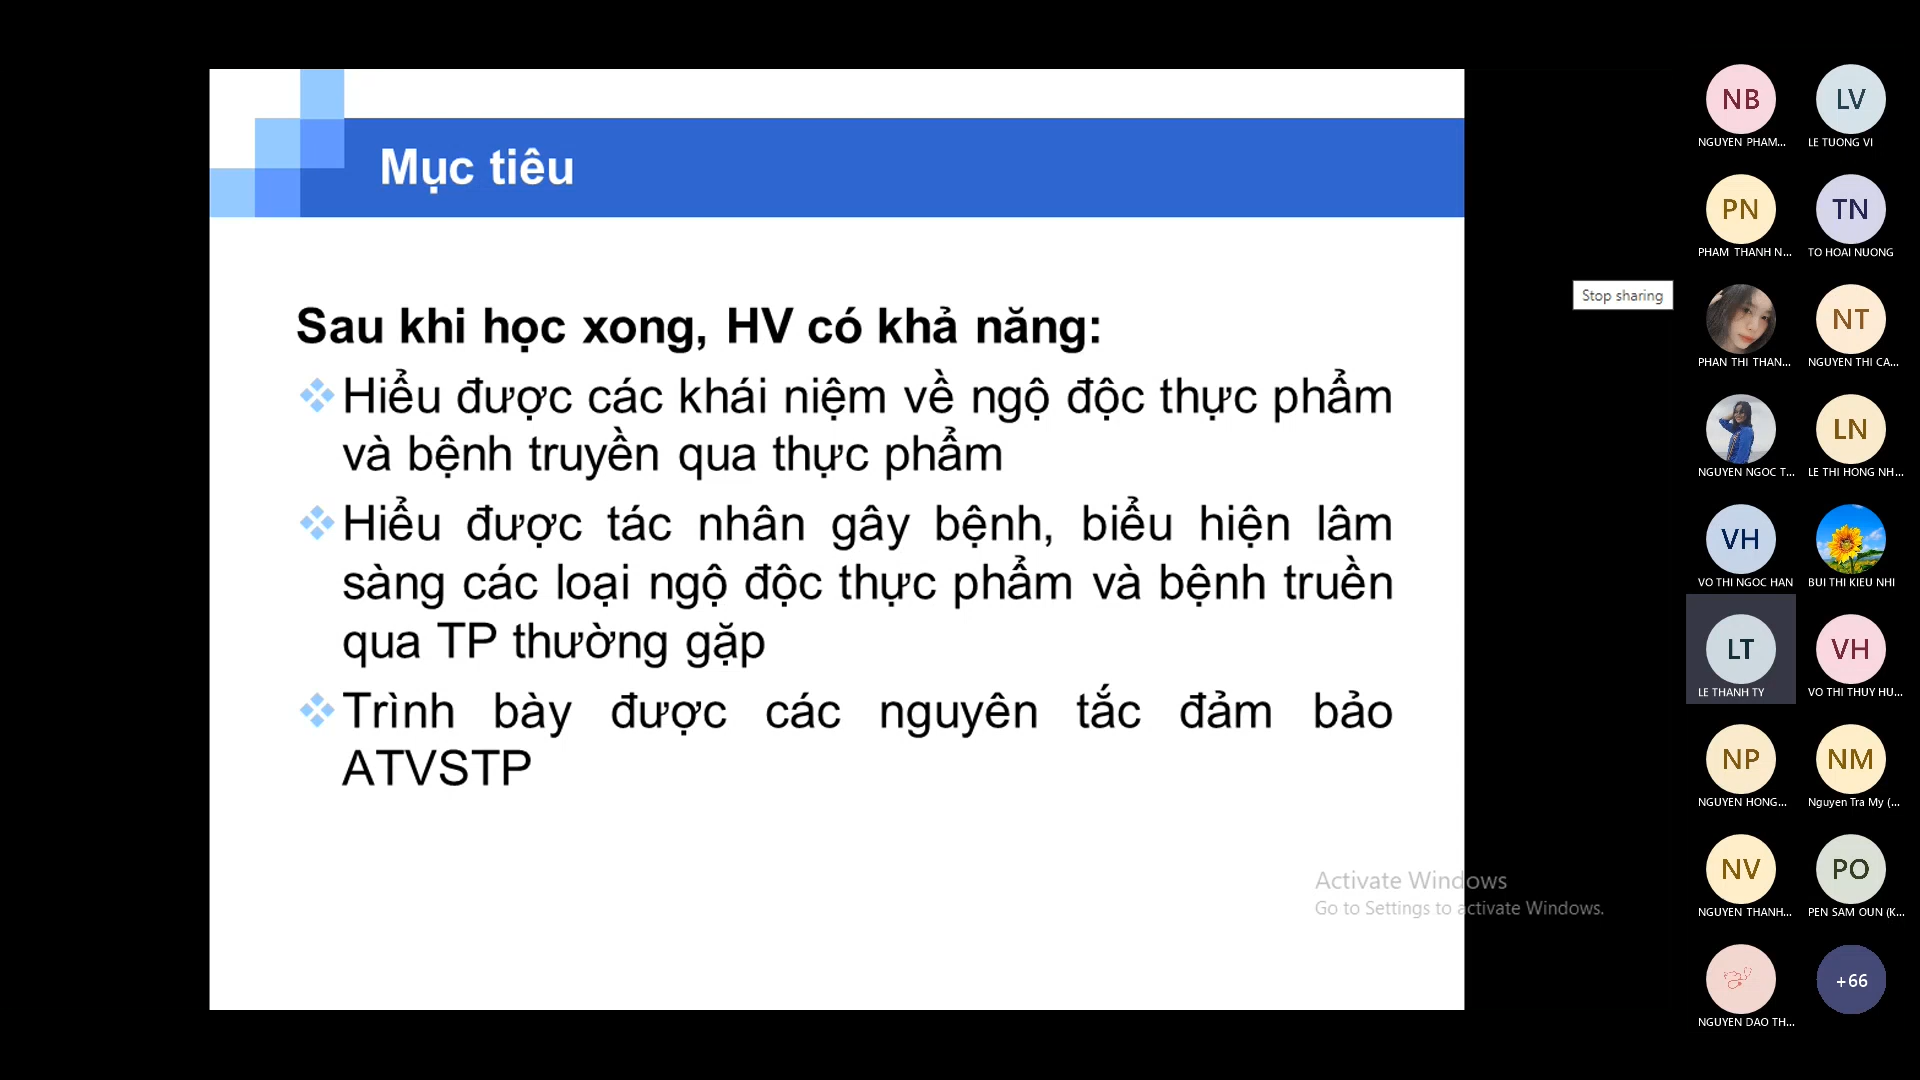 Mục tiêu
Sau khi học xong, HV có khả năng:
Hiểu được các khái niệm về ngộ độc thực phẩm
và bệnh truyền qua thực phẩm
Hiểu được tác nhân gây bệnh, biểu hiện lâm
sàng các loại ngộ độc thực phẩm và bệnh truền
qua TP thường gặp
Trình bày được các nguyên tắc đảm bảo
ATVSTP
Activate Windows
Go to Settings to activate Windows.
Stop sharing
NB
LV
NGUYEN PHAM...
LE TUONG VI
PN
TN
PHAM THANH N...
TO HOAI NUONG
NT
PHAN THI THAN...
NGUYEN THI CA...
LN
NGUYEN NGOC T...
LE THI HONG NH...
VH
VO THI NGOC HAN
BUI THI KIEU NHI
LT
VH
LE THANH TY
VO THI THUY HU...
NP
NM
NGUYEN HONG...
Nguyen Tra My (...
NV
PO
NGUYEN THANH...
PEN SAM OUN (K...
+66
NGUYEN DAO TH...